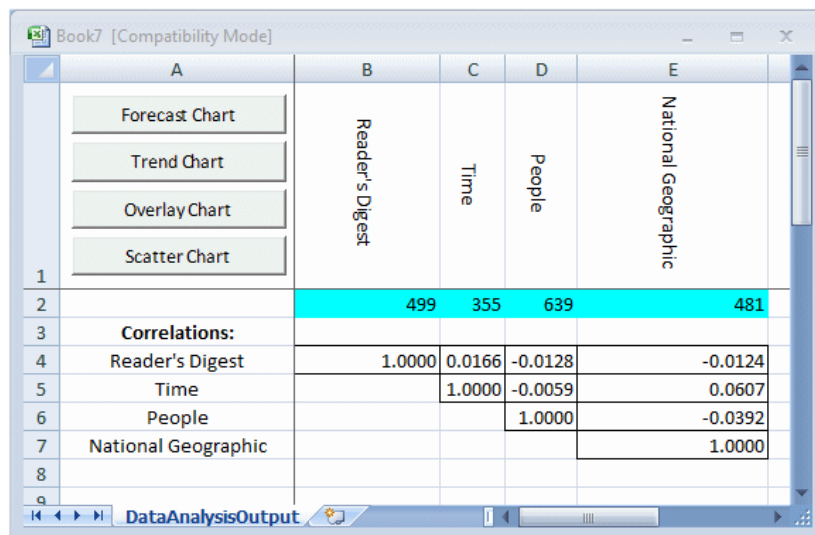 Book7 [Compatibility Mode]
A B C D E
Forecast Chart
Trend Chart
Overlay Chart
Scatter Chart
Reader's Digest
Time
People
National Geographic
1
2 499 355 639 481
3 Correlations:
4 Reader's Digest 1.0000 0.0166 -0.0128 -0.0124
5 Time 1.0000 -0.0059 0.0607
6 People 1.0000 -0.0392
7 National Geographic 1.0000
8
9
DataAnalysisOutput